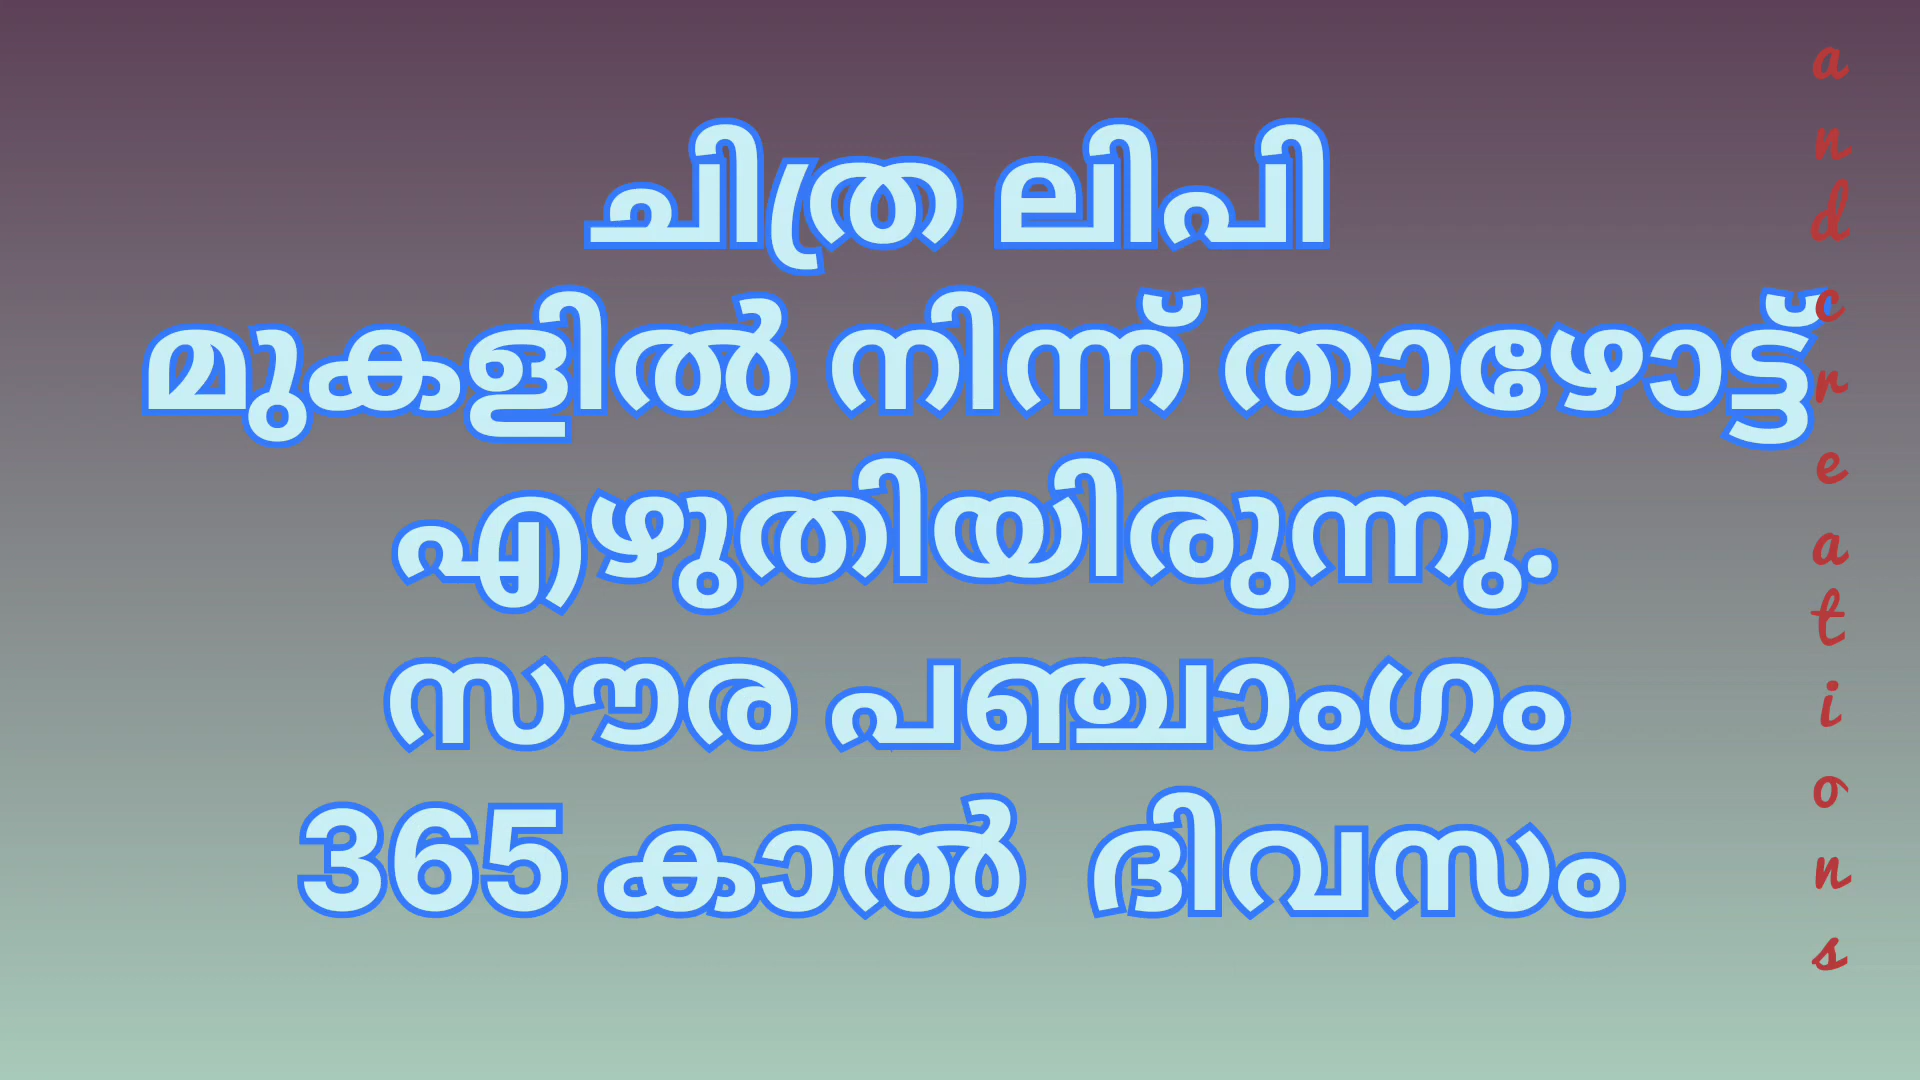 ചിത്ര ലിപി
മുകളിൽ നിന്ന് താഴോട്ട്
എഴുതിയിരുന്നു.
സൗര പഞ്ചാംഗം
365 കാൽ ദിവസം
andcreations